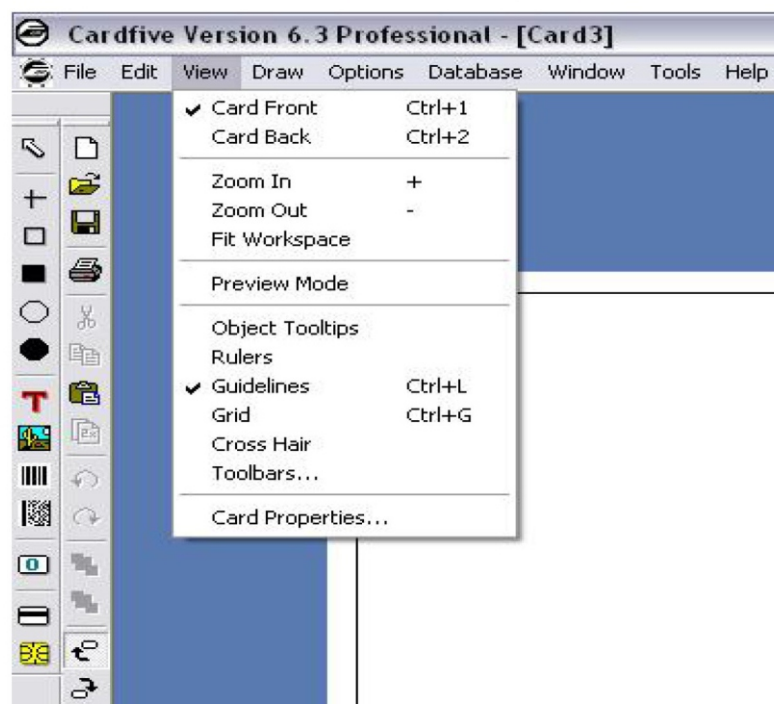 Cardfive Version 6.3 Professional - [Card3]
File Edit View Draw Options Database Window Tools Help
Card Front Ctrl+1
Card Back Ctrl+2
Zoom In +
Zoom Out -
Fit Workspace
Preview Mode
Object Tooltips
Rulers
Guidelines Ctrl+L
Grid Ctrl+G
Cross Hair
Toolbars...
Card Properties...